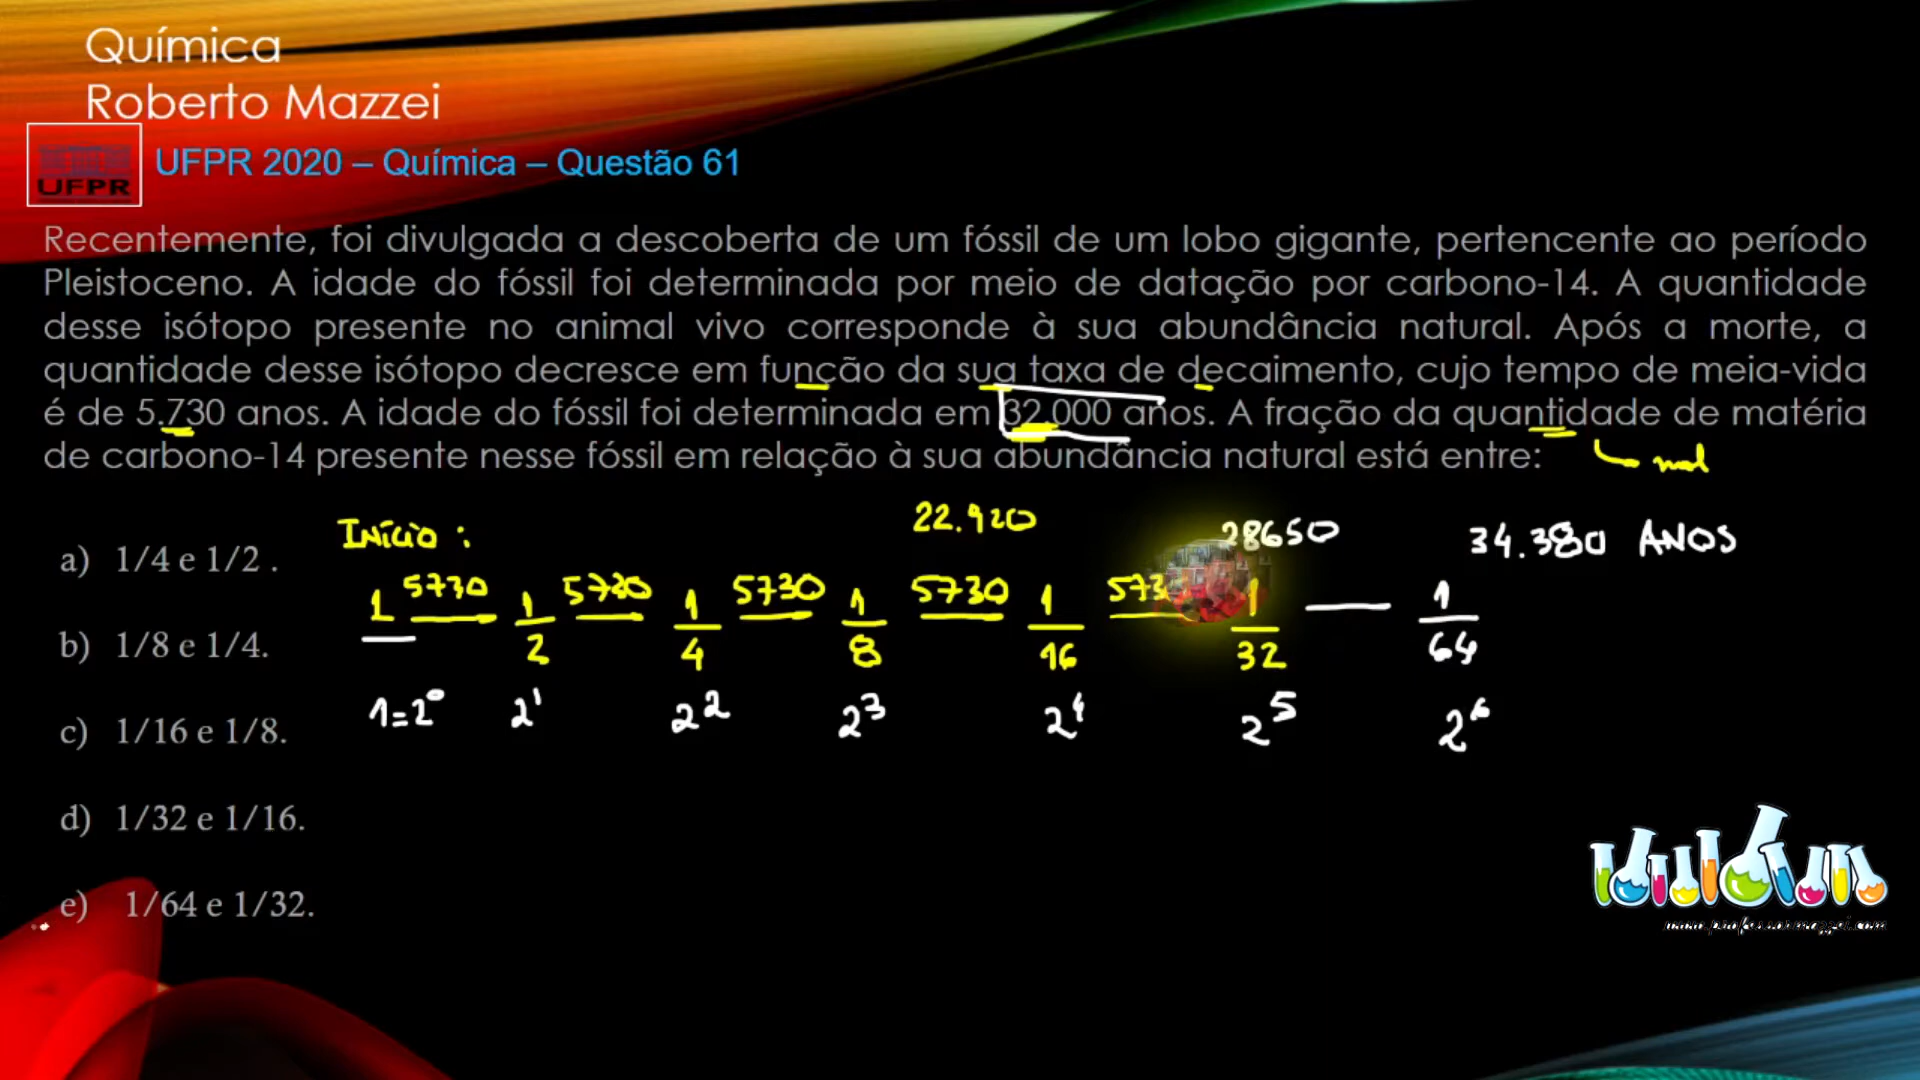 Química
Roberto Mazzei
UFPR
UFPR 2020 – Química – Questão 61
Recentemente, foi divulgada a descoberta de um fóssil de um lobo gigante, pertencente ao período
Pleistoceno. A idade do fóssil foi determinada por meio de datação por carbono-14. A quantidade
desse isótopo presente no animal vivo corresponde à sua abundância natural. Após a morte, a
quantidade desse isótopo decresce em função da sua taxa de decaimento, cujo tempo de meia-vida
é de 5.730 anos. A idade do fóssil foi determinada em 32.000 anos. A fração da quantidade de matéria
de carbono-14 presente nesse fóssil em relação à sua abundância natural está entre:
mol
INÍCIO :
22.920
28650
34.380 ANOS
1 5730 1/2 5730 1/4 5730 1/8 5730 1/16 573 1/32 1/64
1=2⁰ 2¹ 2² 2³ 2⁴ 2⁵ 2⁶
a) 1/4 e 1/2 .
b) 1/8 e 1/4.
c) 1/16 e 1/8.
d) 1/32 e 1/16.
e) 1/64 e 1/32.
www.professormazzei.com